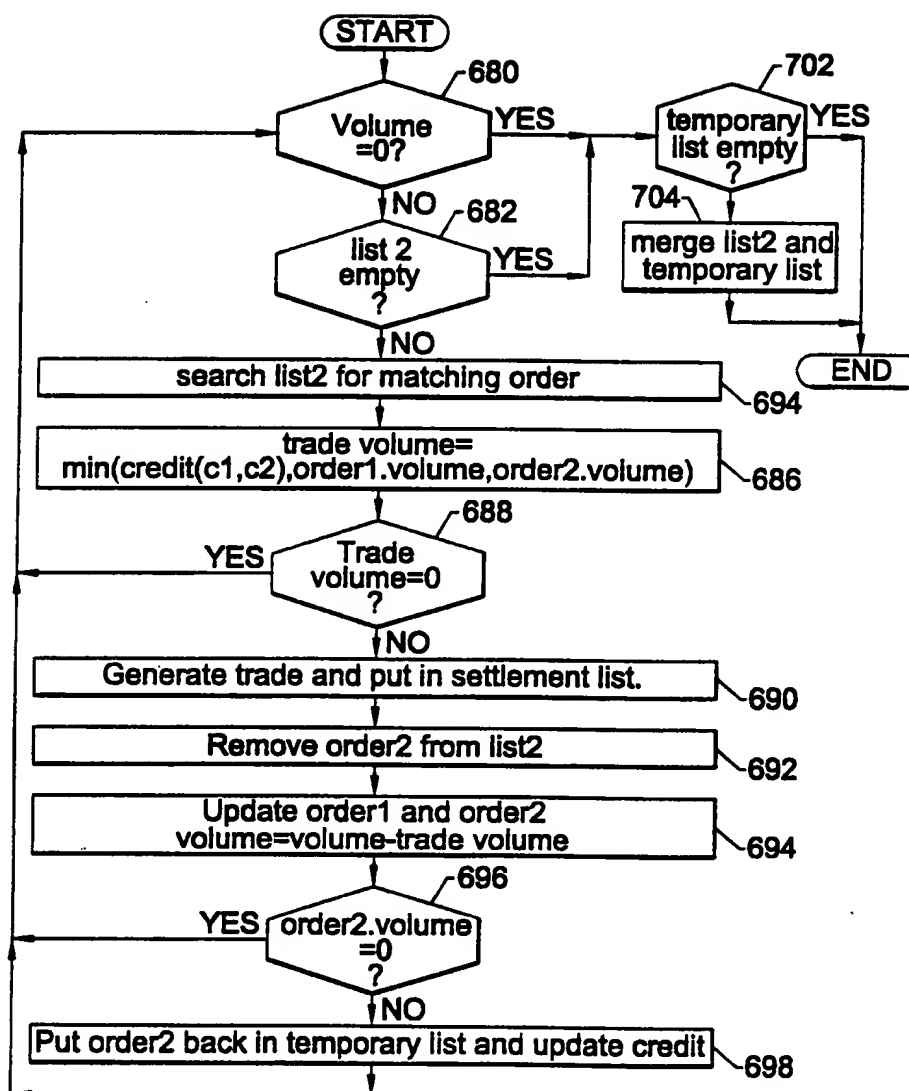 START
680
Volume
=0?
YES
NO
702
temporary
list empty
?
YES
704
merge list2 and
temporary list
END
682
list 2
empty
?
YES
NO
search list2 for matching order
694
trade volume=
min(credit(c1,c2),order1.volume,order2.volume)
686
688
Trade
volume=0
?
YES
NO
Generate trade and put in settlement list.
690
Remove order2 from list2
692
Update order1 and order2
volume=volume-trade volume
694
696
order2.volume
=0
?
YES
NO
Put order2 back in temporary list and update credit
698